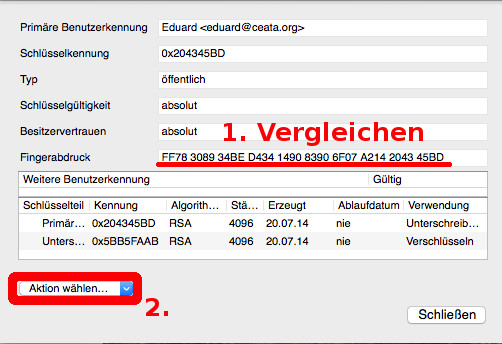 Primäre Benutzerkennung Eduard <eduard@ceata.org>
Schlüsselkennung 0x204345BD
Typ öffentlich
Schlüsselgültigkeit absolut
Besitzervertrauen absolut
1. Vergleichen
Fingerabdruck FF78 3089 34BE D434 1490 8390 6F07 A214 2043 45BD
Weitere Benutzerkennung Gültig
Schlüsselteil Kennung Algorith... Stä... Erzeugt Ablaufdatum Verwendung
Primär... 0x204345BD RSA 4096 20.07.14 nie Unterschreib...
Unters... 0x5BB5FAAB RSA 4096 20.07.14 nie Verschlüsseln
Aktion wählen...
2.
Schließen